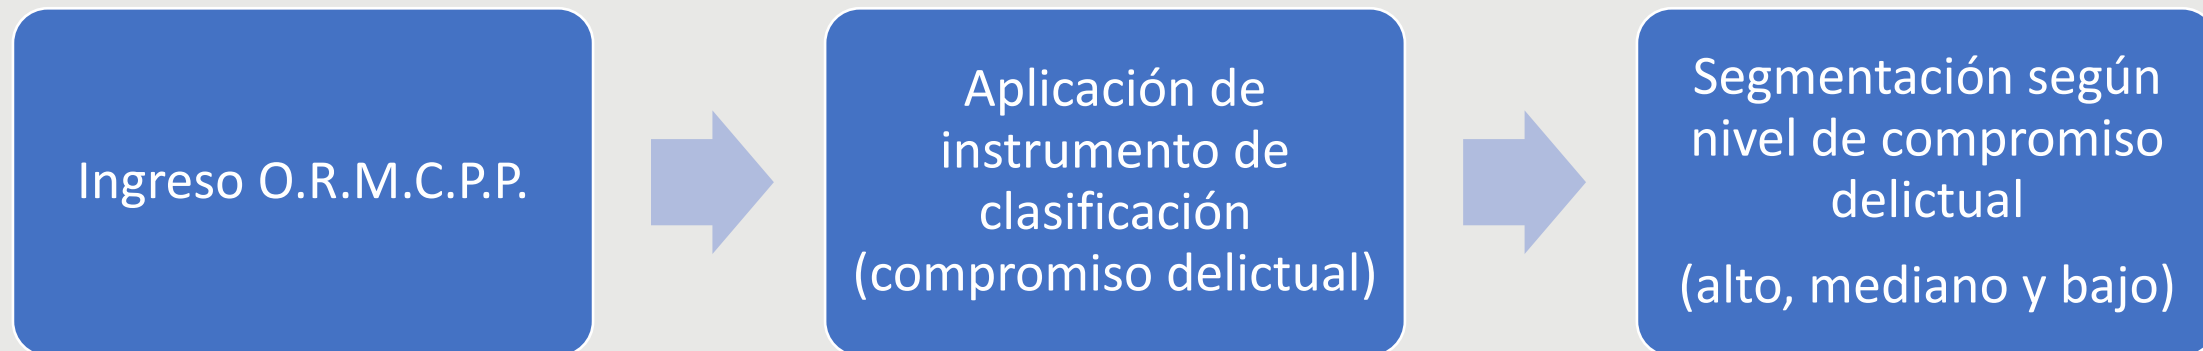 Ingreso O.R.M.C.P.P.
Aplicación de
instrumento de
clasificación
(compromiso delictual)
Segmentación según
nivel de compromiso
delictual
(alto, mediano y bajo)